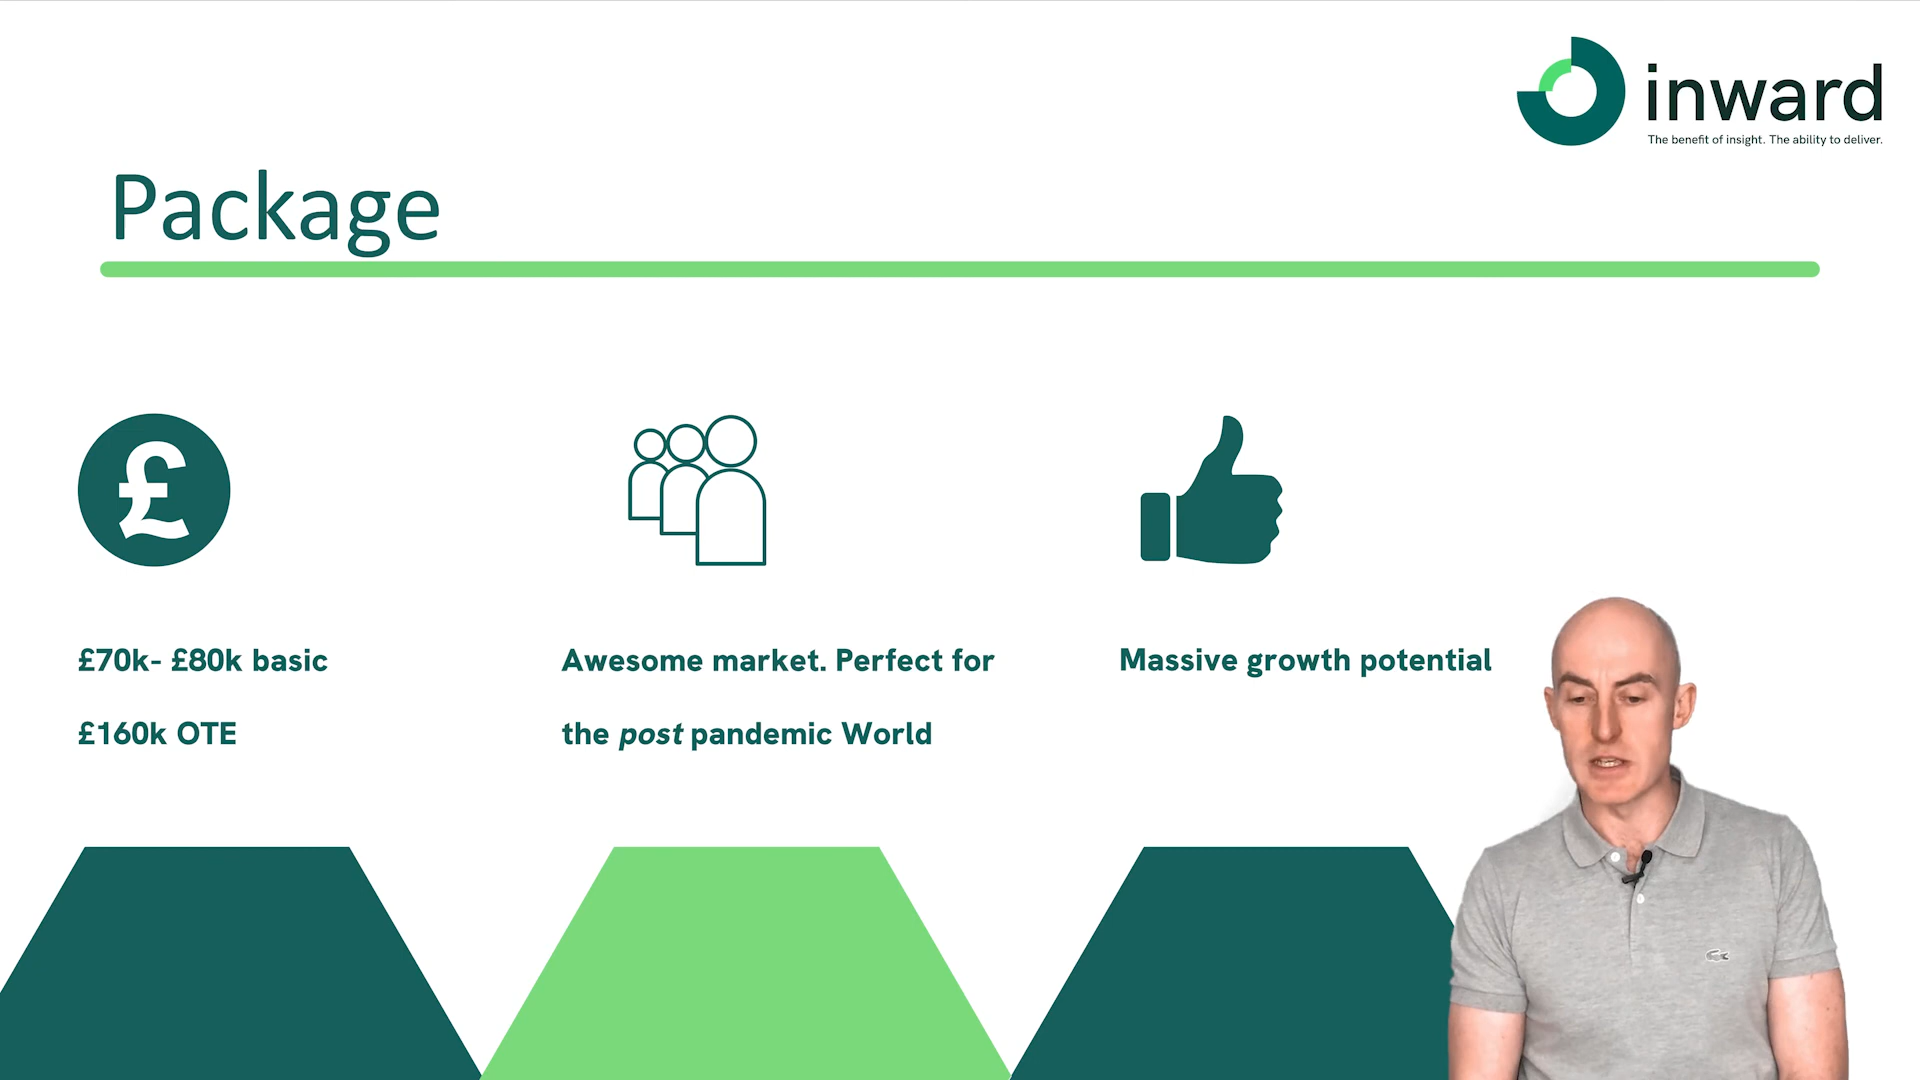 inward
The benefit of insight. The ability to deliver.
Package
£
£70k- £80k basic
£160k OTE
Awesome market. Perfect for
the post pandemic World
Massive growth potential